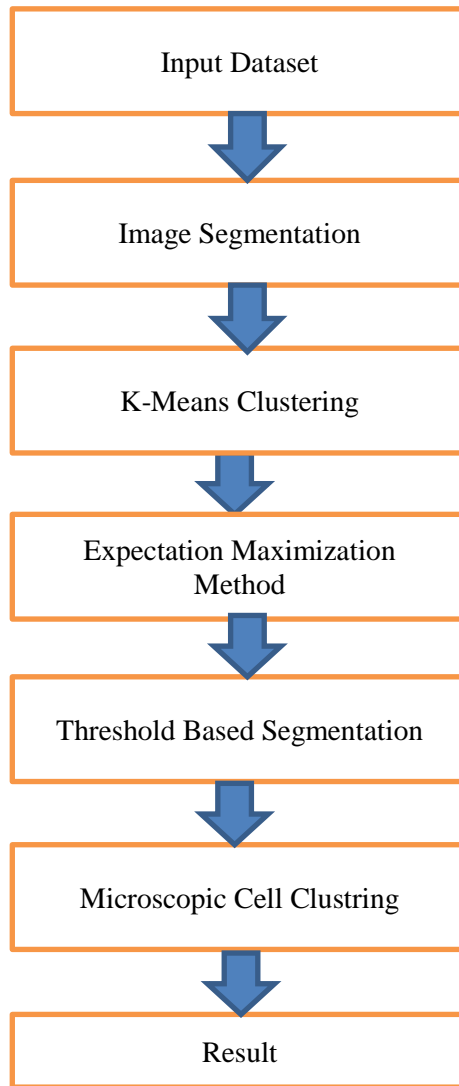 Input Dataset
Image Segmentation
K-Means Clustering
Expectation Maximization
Method
Threshold Based Segmentation
Microscopic Cell Clustring
Result